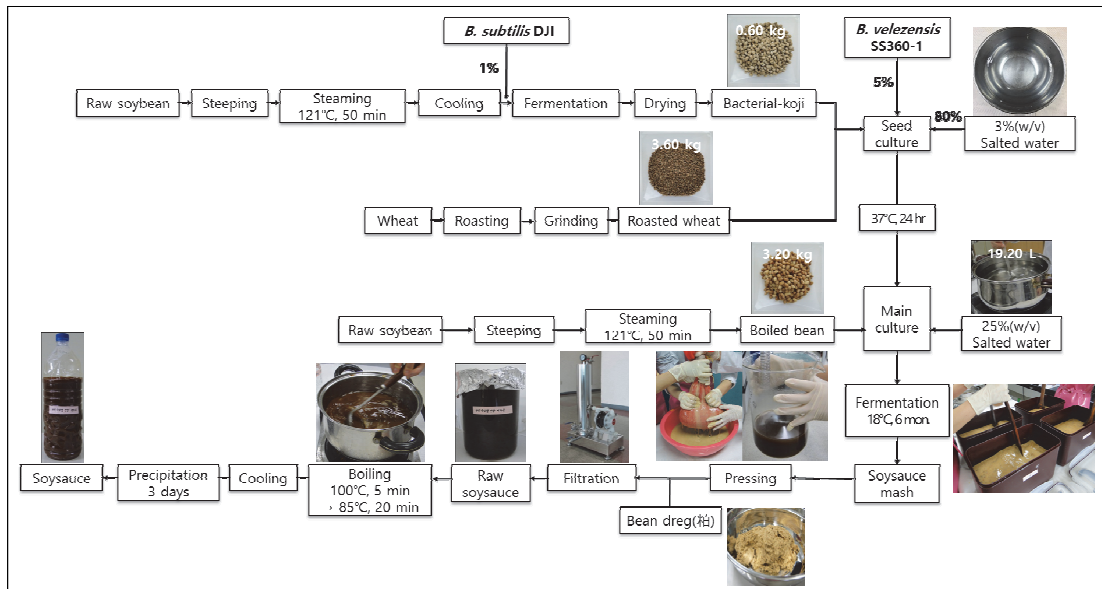 B. subtilis DJI
1%
0.60 kg
B. velezensis
SS360-1
5%
Raw soybean
Steeping
Steaming
121℃, 50 min
Cooling
Fermentation
Drying
Bacterial-koji
Seed
culture
80%
3%(w/v)
Salted water
3.60 kg
Wheat
Roasting
Grinding
Roasted wheat
37℃, 24 hr
3.20 kg
19.20 L
Raw soybean
Steeping
Steaming
121℃, 50 min
Boiled bean
Main
culture
25%(w/v)
Salted water
Fermentation
18℃, 6 mon.
Soysauce
Precipitation
3 days
Cooling
Boiling
100℃, 5 min
→ 85℃, 20 min
Raw
soysauce
Filtration
Pressing
Soysauce
mash
Bean dreg(粕)